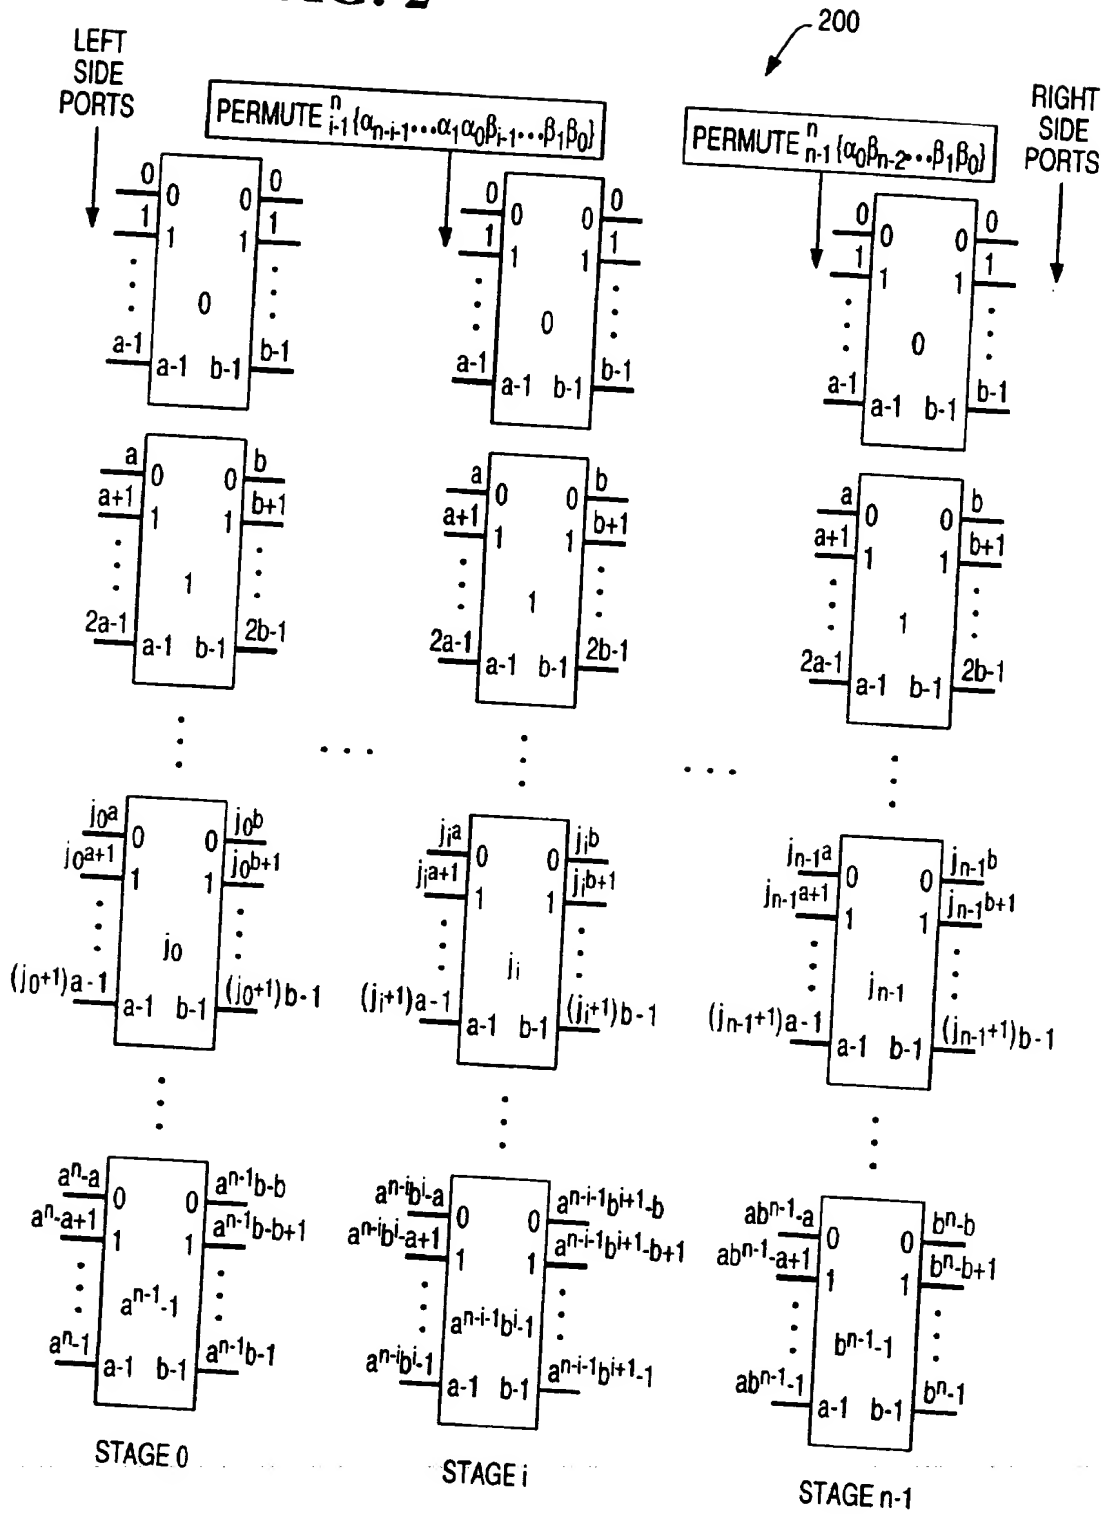 FIG. 2
200
LEFT
SIDE
PORTS
PERMUTE n i-1 {αn-i-1•••α1α0βi-1•••β1β0}
PERMUTE n n-1 {α0βn-2•••β1β0}
RIGHT
SIDE
PORTS
0 0 0 0
1 1 1 1
0
a-1 a-1 b-1 b-1
0 0 0 0
1 1 1 1
0
a-1 a-1 b-1 b-1
0 0 0 0
1 1 1 1
0
a-1 a-1 b-1 b-1
a 0 0 b
a+1 1 1 b+1
1
2a-1 a-1 b-1 2b-1
a 0 0 b
a+1 1 1 b+1
1
2a-1 a-1 b-1 2b-1
a 0 0 b
a+1 1 1 b+1
1
2a-1 a-1 b-1 2b-1
j0a 0 0 j0b
j0a+1 1 1 j0b+1
j0
(j0+1)a-1 a-1 b-1 (j0+1)b-1
jia 0 0 jib
jia+1 1 1 jib+1
ji
(ji+1)a-1 a-1 b-1 (ji+1)b-1
jn-1a 0 0 jn-1b
jn-1a+1 1 1 jn-1b+1
jn-1
(jn-1+1)a-1 a-1 b-1 (jn-1+1)b-1
aⁿ-a 0 0 aⁿ⁻¹b-b
aⁿ-a+1 1 1 aⁿ⁻¹b-b+1
aⁿ⁻¹-1
aⁿ-1 a-1 b-1 aⁿ⁻¹b-1
aⁿ⁻ⁱbⁱ-a 0 0 aⁿ⁻ⁱ⁻¹bⁱ⁺¹-b
aⁿ⁻ⁱbⁱ-a+1 1 1 aⁿ⁻ⁱ⁻¹bⁱ⁺¹-b+1
aⁿ⁻ⁱ⁻¹bⁱ-1
aⁿ⁻ⁱbⁱ-1 a-1 b-1 aⁿ⁻ⁱ⁻¹bⁱ⁺¹-1
abⁿ⁻¹-a 0 0 bⁿ-b
abⁿ⁻¹-a+1 1 1 bⁿ-b+1
bⁿ⁻¹-1
abⁿ⁻¹-1 a-1 b-1 bⁿ-1
STAGE 0
STAGE i
STAGE n-1